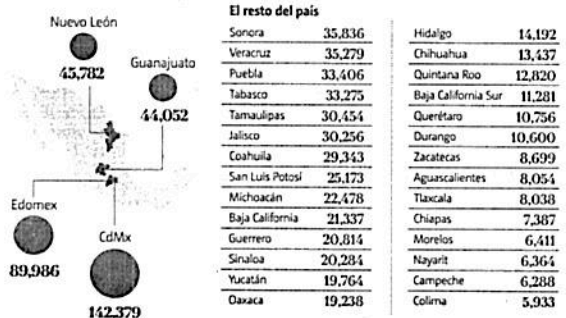 Nuevo León
45,782
Guanajuato
44,052
Edomex
89,986
CdMx
142,379
El resto del país
Sonora 35,836
Veracruz 35,279
Puebla 33,406
Tabasco 33,275
Tamaulipas 30,454
Jalisco 30,256
Coahuila 29,343
San Luis Potosí 25,173
Michoacán 22,478
Baja California 21,337
Guerrero 20,814
Sinaloa 20,284
Yucatán 19,764
Oaxaca 19,238
Hidalgo 14,192
Chihuahua 13,437
Quintana Roo 12,820
Baja California Sur 11,281
Querétaro 10,756
Durango 10,600
Zacatecas 8,699
Aguascalientes 8,054
Tlaxcala 8,038
Chiapas 7,387
Morelos 6,411
Nayarit 6,364
Campeche 6,288
Colima 5,933